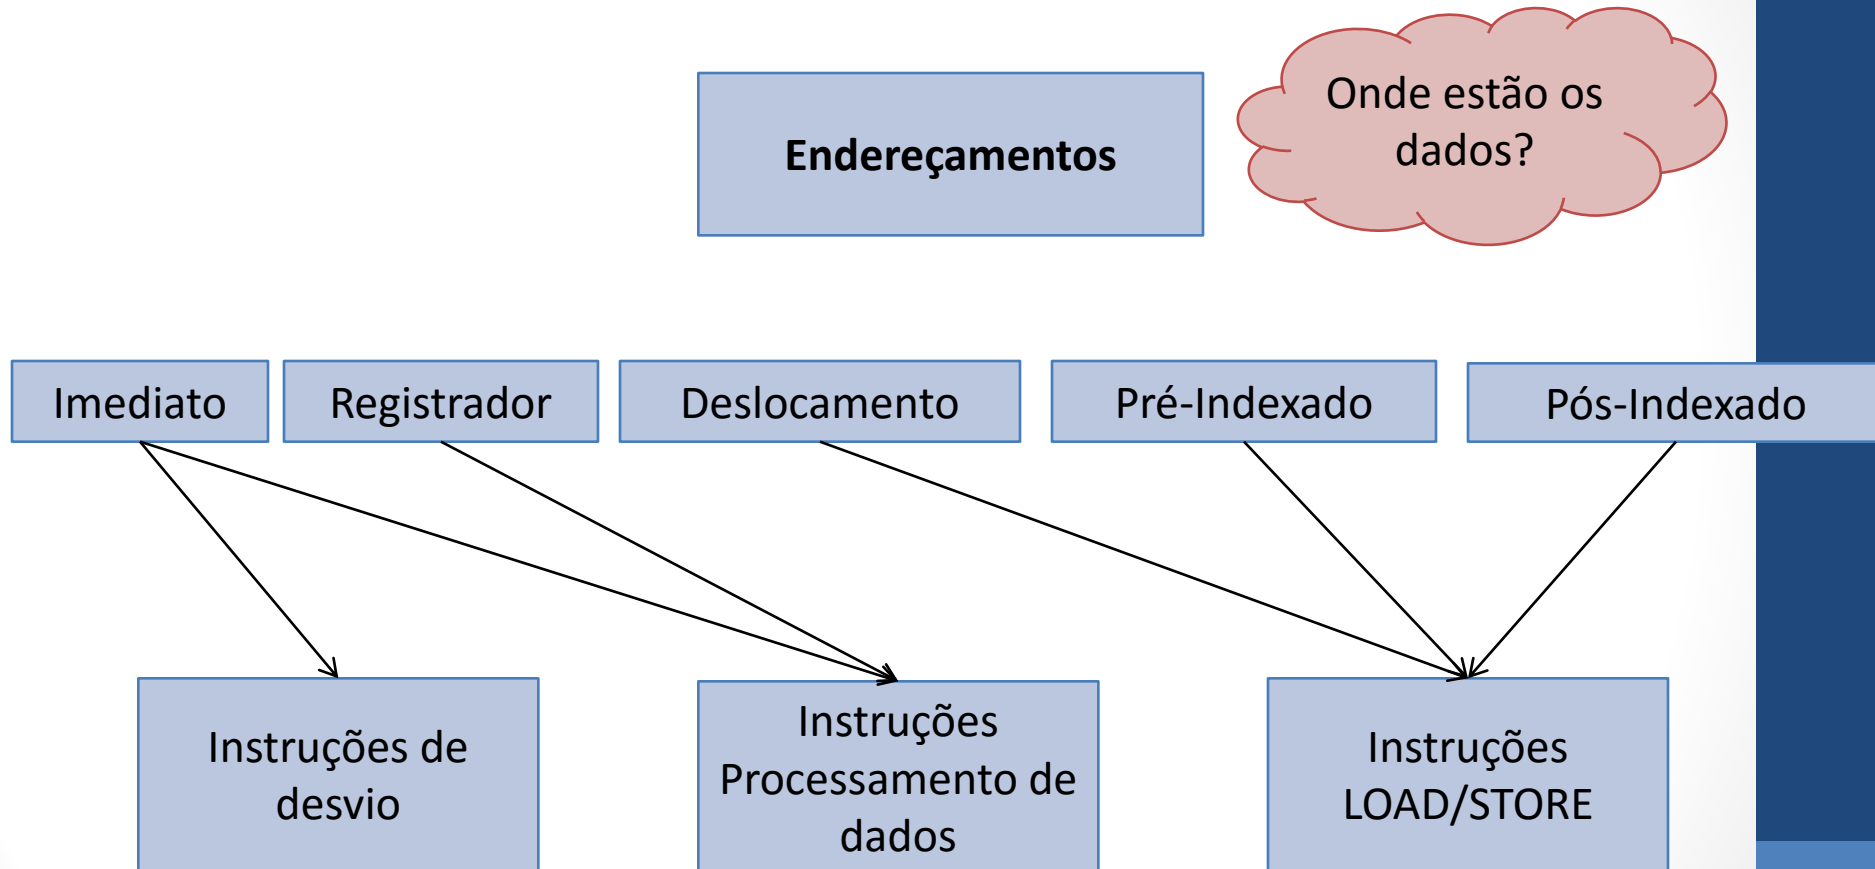 Onde estão os
dados?
Endereçamentos
Imediato
Registrador
Deslocamento
Pré-Indexado
Pós-Indexado
Instruções de
desvio
Instruções
Processamento de
dados
Instruções
LOAD/STORE